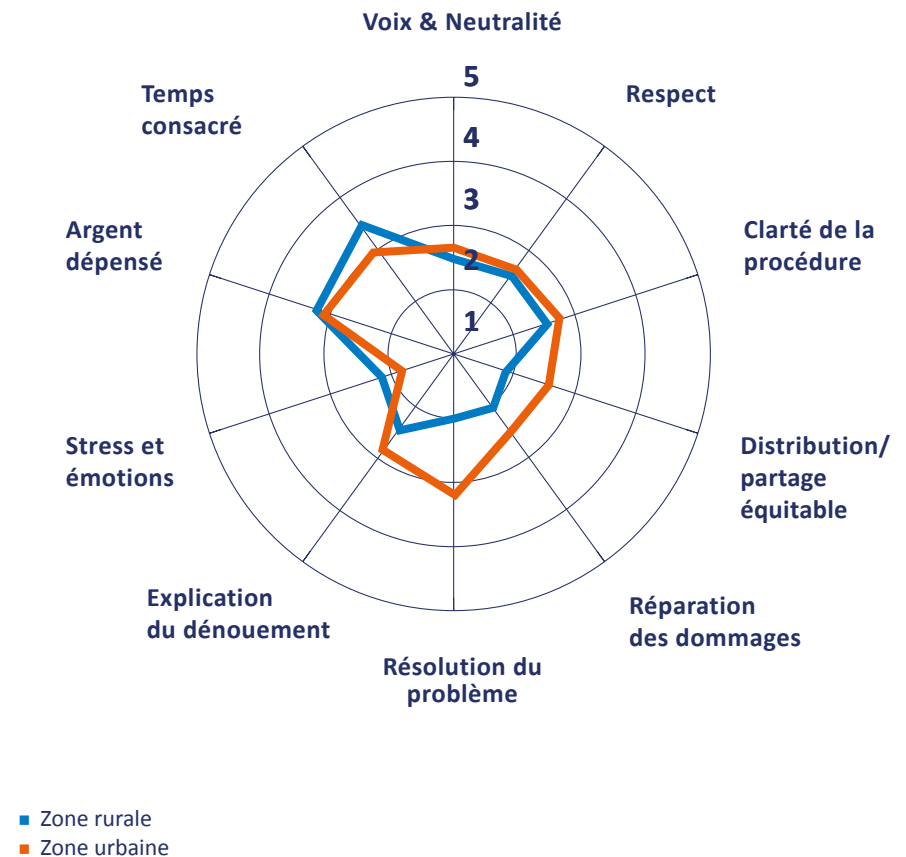 Voix & Neutralité
5
4
3
2
1
Respect
Clarté de la
procédure
Distribution/
partage
équitable
Réparation
des dommages
Résolution du
problème
Explication
du dénouement
Stress et
émotions
Argent
dépensé
Temps
consacré
Zone rurale
Zone urbaine